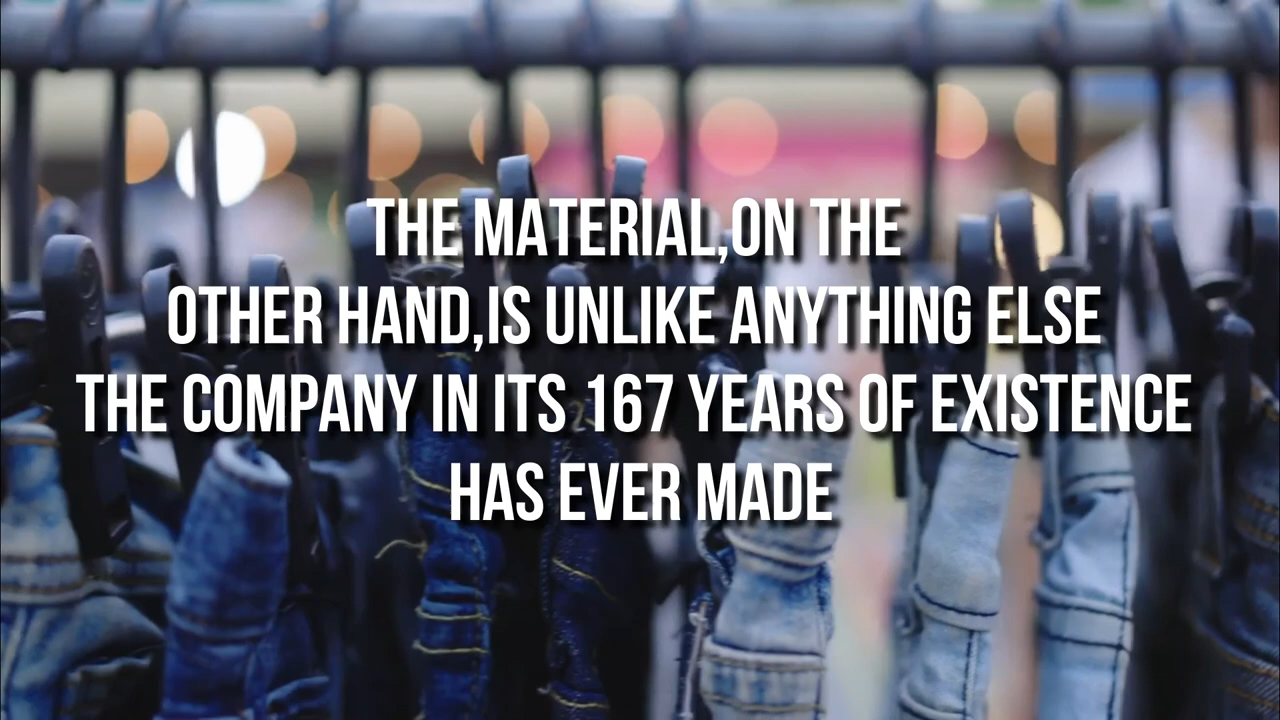 THE MATERIAL,ON THE
OTHER HAND,IS UNLIKE ANYTHING ELSE
THE COMPANY IN ITS 167 YEARS OF EXISTENCE
HAS EVER MADE